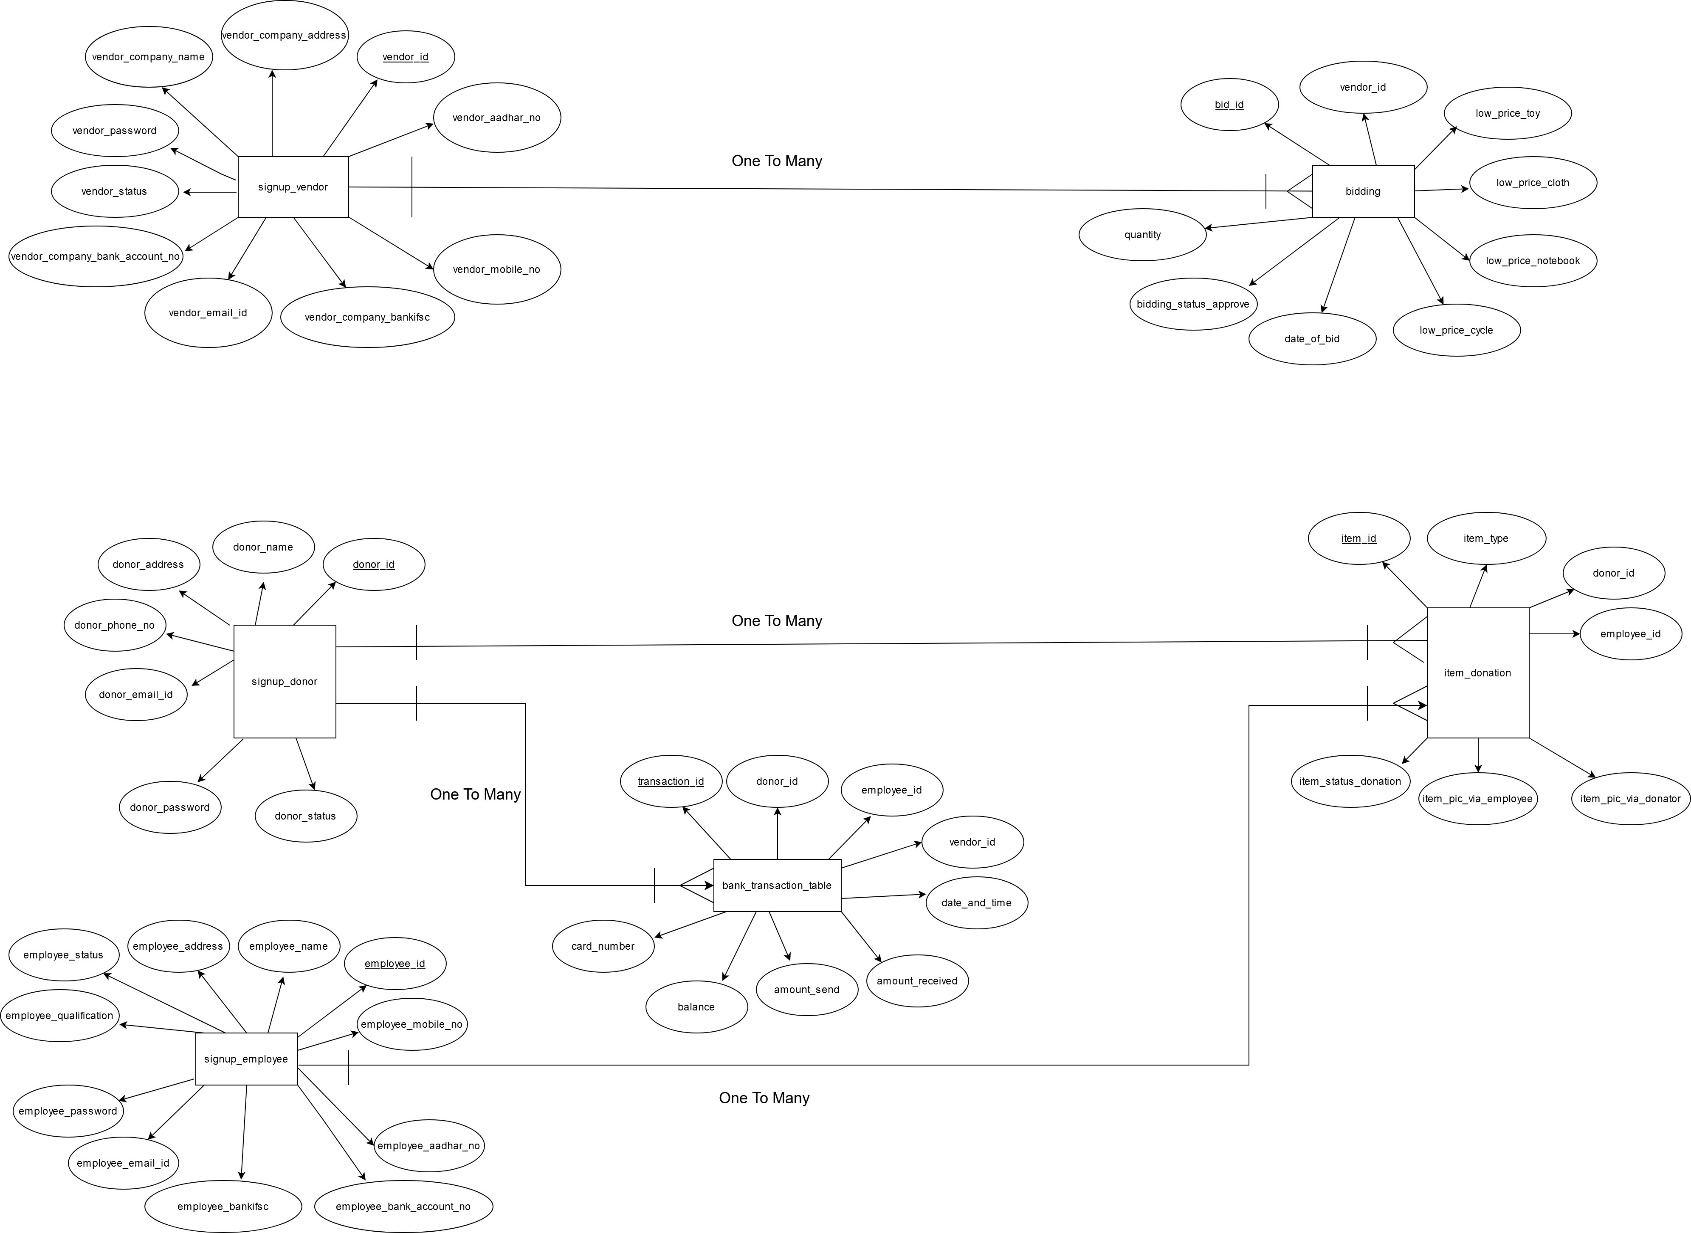 vendor_company_address
vendor_company_name
vendor_id
vendor_aadhar_no
vendor_password
signup_vendor
vendor_status
vendor_company_bank_account_no
vendor_mobile_no
vendor_email_id
vendor_company_bankifsc
One To Many
bid_id
vendor_id
low_price_toy
low_price_cloth
bidding
quantity
low_price_notebook
bidding_status_approve
date_of_bid
low_price_cycle
donor_name
donor_address
donor_id
donor_phone_no
signup_donor
donor_email_id
donor_password
donor_status
One To Many
One To Many
item_id
item_type
donor_id
employee_id
item_donation
item_status_donation
item_pic_via_employee
item_pic_via_donator
transaction_id
donor_id
employee_id
vendor_id
bank_transaction_table
date_and_time
card_number
balance
amount_send
amount_received
employee_status
employee_address
employee_name
employee_id
employee_qualification
employee_mobile_no
signup_employee
employee_password
employee_email_id
employee_aadhar_no
employee_bankifsc
employee_bank_account_no
One To Many